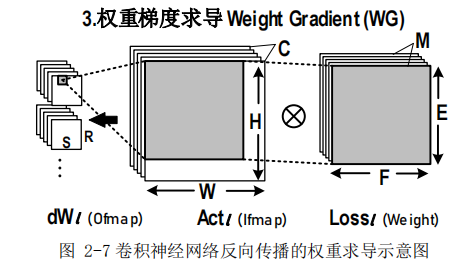 3.权重梯度求导 Weight Gradient (WG)
C
M
H
E
S
R
W
F
dWl (Ofmap)
Actl (Ifmap)
Lossl (Weight)
图 2-7 卷积神经网络反向传播的权重求导示意图